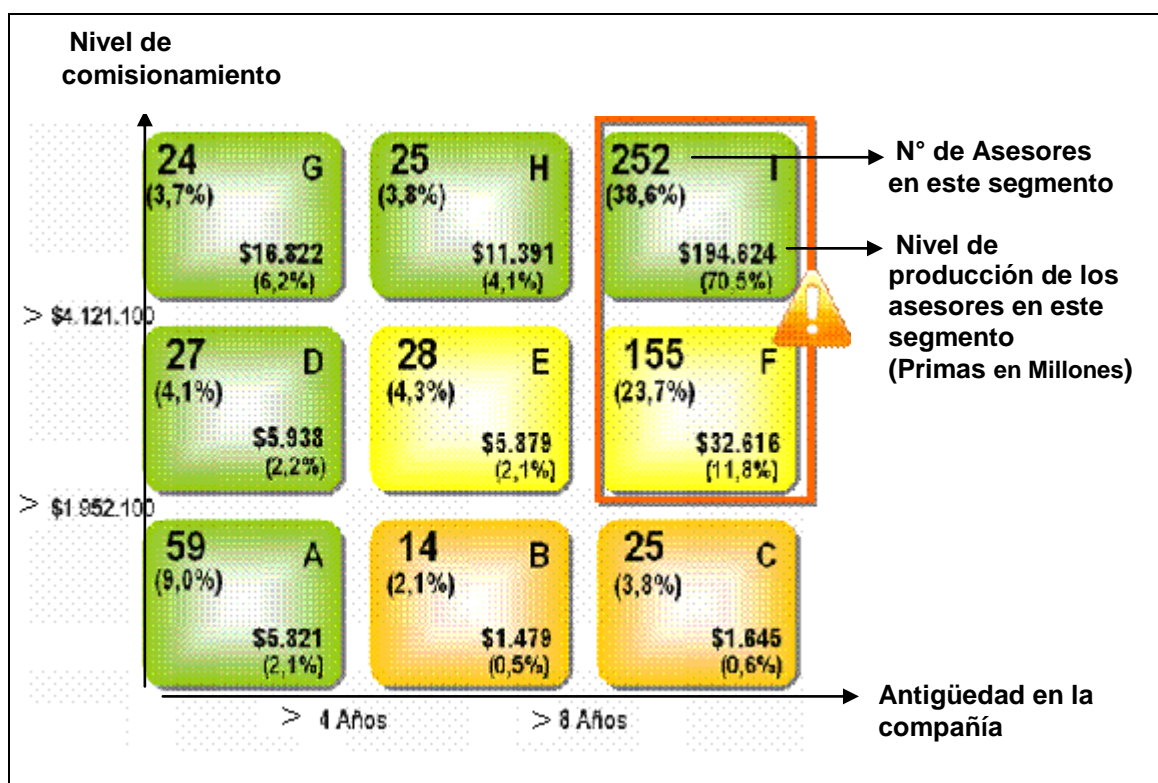 Nivel de
comisionamiento
24 G
(3,7%)
$16.822
(6,2%)
25 H
(3,8%)
$11.391
(4,1%)
252 I
(38,6%)
$194.624
(70,5%)
N° de Asesores
en este segmento
Nivel de
producción de los
asesores en este
segmento
(Primas en Millones)
> $4.121.100
27 D
(4,1%)
$5.938
(2,2%)
28 E
(4,3%)
$5.879
(2,1%)
155 F
(23,7%)
$32.616
(11,8%)
> $1.952.100
59 A
(9,0%)
$5.821
(2,1%)
14 B
(2,1%)
$1.479
(0,5%)
25 C
(3,8%)
$1.645
(0,6%)
> 4 Años
> 8 Años
Antigüedad en la
compañía